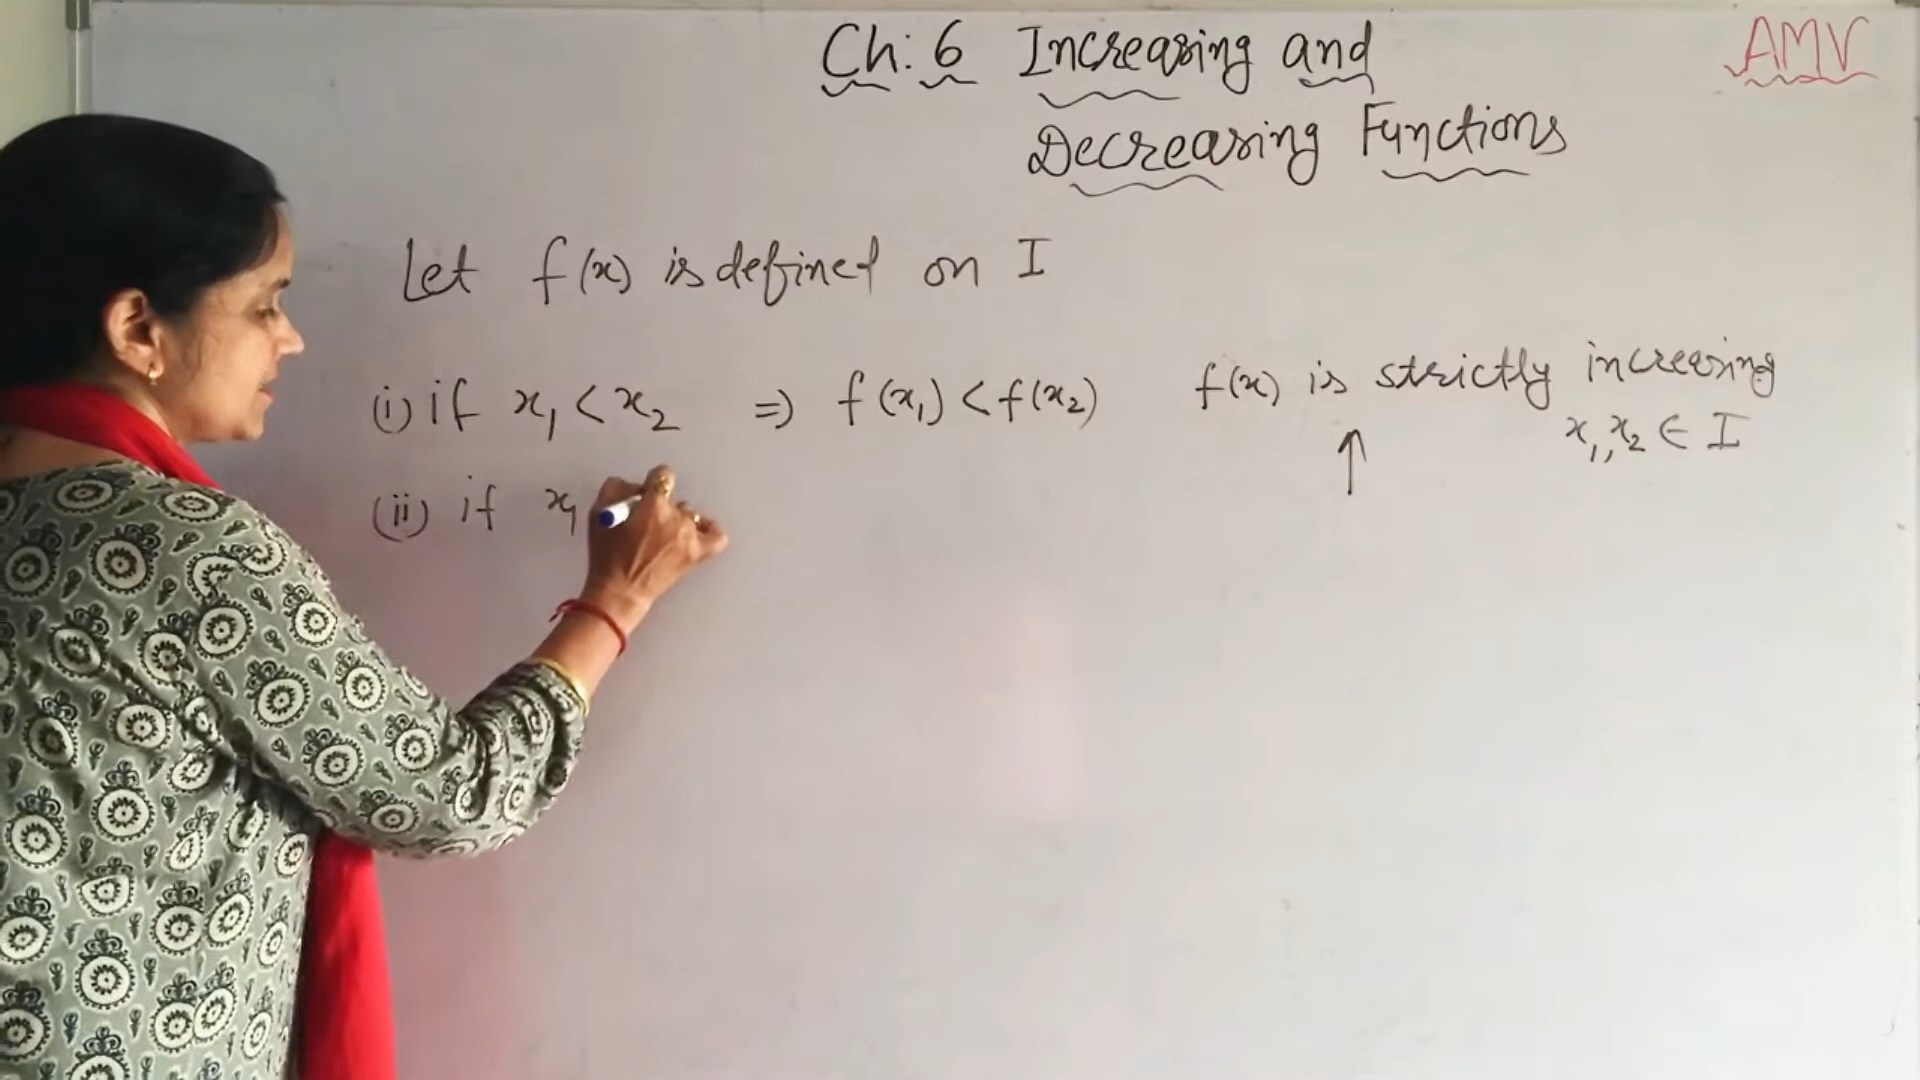 Ch: 6 Increasing and
AMV
Decreasing Functions
Let f(x) is defined on I
(i) if x₁ < x₂ ⇒ f(x₁) < f(x₂) f(x) is strictly increasing
↑ x₁, x₂ ∈ I
(ii) if x₁